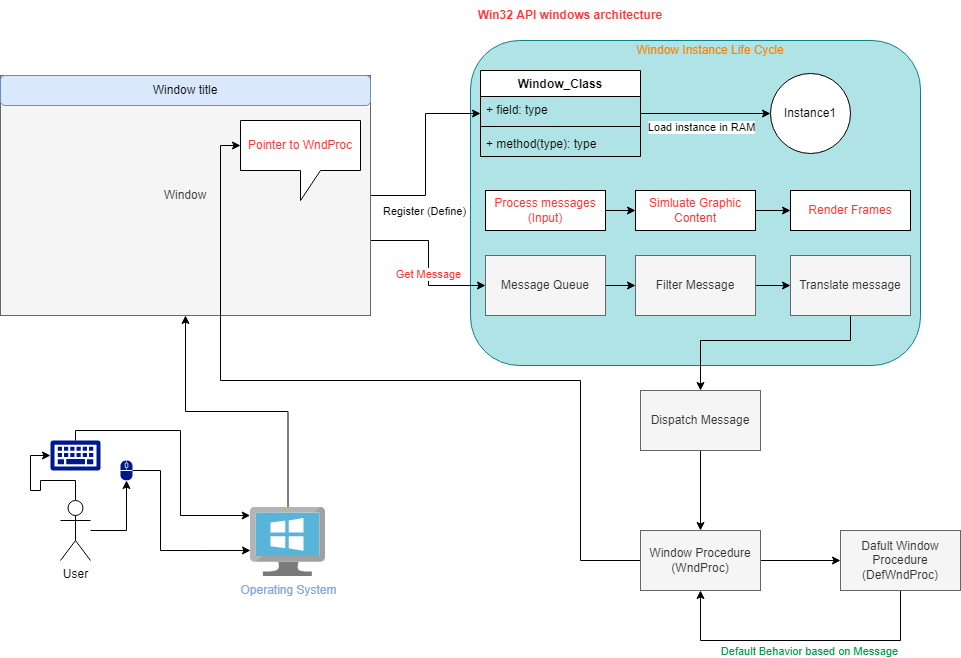 Win32 API windows architecture
Window Instance Life Cycle
Window title
Window_Class
+ field: type
+ method(type): type
Load instance in RAM
Instance1
Pointer to WndProc
Window
Register (Define)
Process messages
(Input)
Simluate Graphic
Content
Render Frames
Get Message
Message Queue
Filter Message
Translate message
Dispatch Message
User
Operating System
Window Procedure
(WndProc)
Dafult Window
Procedure
(DefWndProc)
Default Behavior based on Message